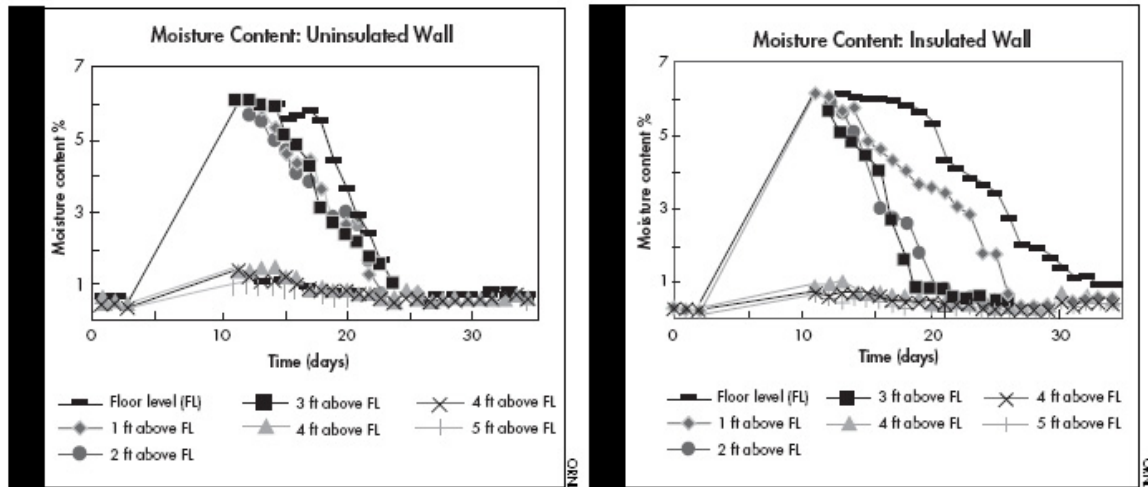 Moisture Content: Uninsulated Wall
7
5
3
1
Moisture content %
0
10
20
30
Time (days)
Floor level (FL)
3 ft above FL
4 ft above FL
1 ft above FL
4 ft above FL
5 ft above FL
2 ft above FL
ORN
Moisture Content: Insulated Wall
7
5
3
1
Moisture content %
0
10
20
30
Time (days)
Floor level (FL)
3 ft above FL
4 ft above FL
1 ft above FL
4 ft above FL
5 ft above FL
2 ft above FL